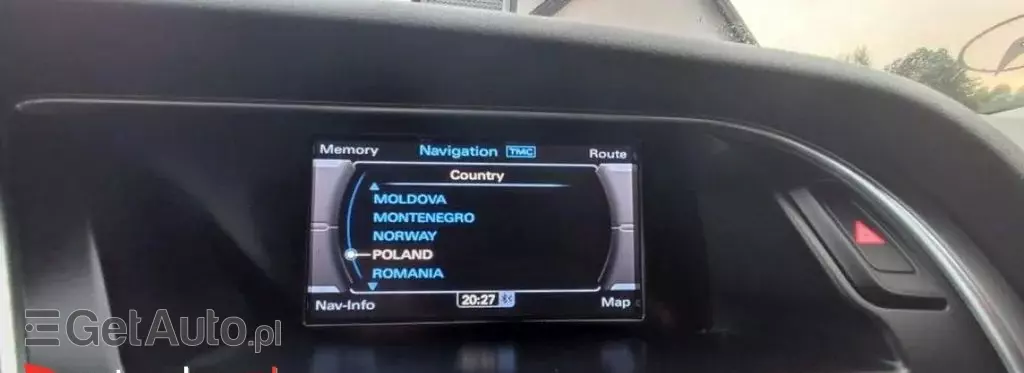 Memory
Navigation TMC
Route
Country
MOLDOVA
MONTENEGRO
NORWAY
POLAND
ROMANIA
Nav-Info
20:27
Map
GetAuto.pl